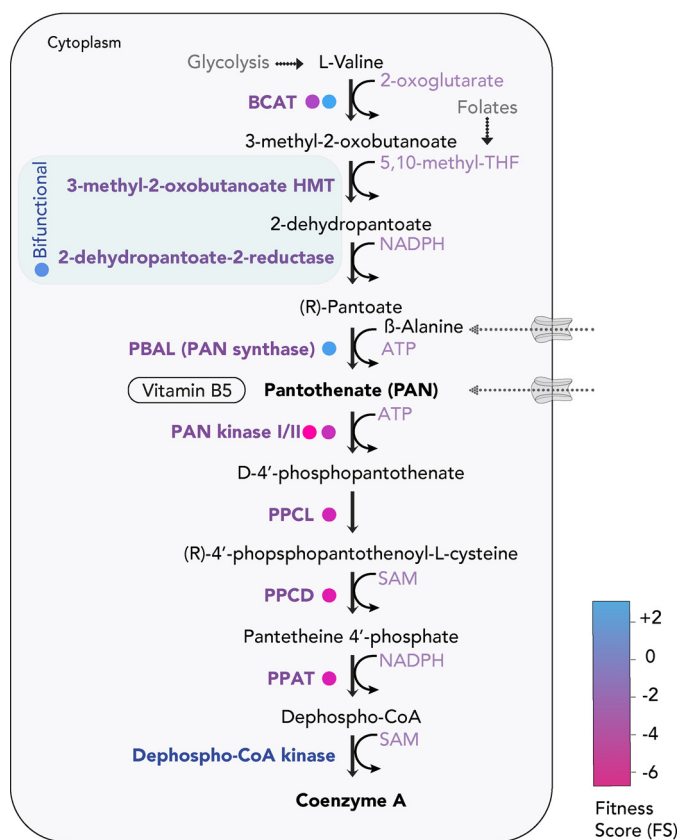 Cytoplasm
Glycolysis
L-Valine
2-oxoglutarate
BCAT
Folates
3-methyl-2-oxobutanoate
5,10-methyl-THF
Bifunctional
3-methyl-2-oxobutanoate HMT
2-dehydropantoate
NADPH
2-dehydropantoate-2-reductase
(R)-Pantoate
ß-Alanine
PBAL (PAN synthase)
ATP
Vitamin B5
Pantothenate (PAN)
ATP
PAN kinase I/II
D-4’-phosphopantothenate
PPCL
(R)-4’-phopsphopantothenoyl-L-cysteine
SAM
PPCD
Pantetheine 4’-phosphate
NADPH
PPAT
Dephospho-CoA
SAM
Dephospho-CoA kinase
Coenzyme A
+2
0
-2
-4
-6
Fitness
Score (FS)